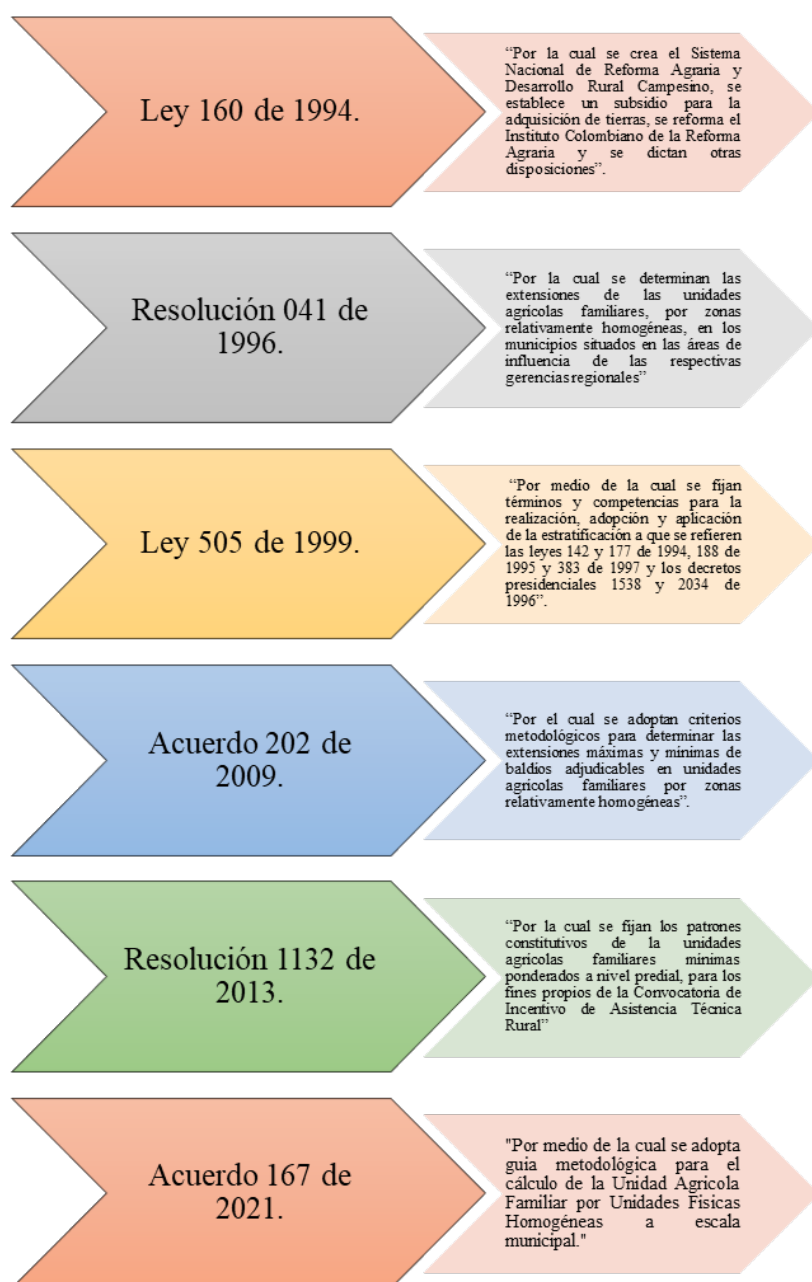 Ley 160 de 1994.
“Por la cual se crea el Sistema
Nacional de Reforma Agraria y
Desarrollo Rural Campesino, se
establece un subsidio para la
adquisición de tierras, se reforma el
Instituto Colombiano de la Reforma
Agraria y se dictan otras
disposiciones”.
Resolución 041 de
1996.
“Por la cual se determinan las
extensiones de las unidades
agrícolas familiares, por zonas
relativamente homogéneas, en los
municipios situados en las áreas de
influencia de las respectivas
gerencias regionales”
Ley 505 de 1999.
“Por medio de la cual se fijan
términos y competencias para la
realización, adopción y aplicación
de la estratificación a que se refieren
las leyes 142 y 177 de 1994, 188 de
1995 y 383 de 1997 y los decretos
presidenciales 1538 y 2034 de
1996”.
Acuerdo 202 de
2009.
“Por el cual se adoptan criterios
metodológicos para determinar las
extensiones máximas y mínimas de
baldíos adjudicables en unidades
agrícolas familiares por zonas
relativamente homogéneas”.
Resolución 1132 de
2013.
“Por la cual se fijan los patrones
constitutivos de la unidades
agrícolas familiares mínimas
ponderados a nivel predial, para los
fines propios de la Convocatoria de
Incentivo de Asistencia Técnica
Rural”
Acuerdo 167 de
2021.
"Por medio de la cual se adopta
guía metodológica para el
cálculo de la Unidad Agrícola
Familiar por Unidades Físicas
Homogéneas a escala
municipal."